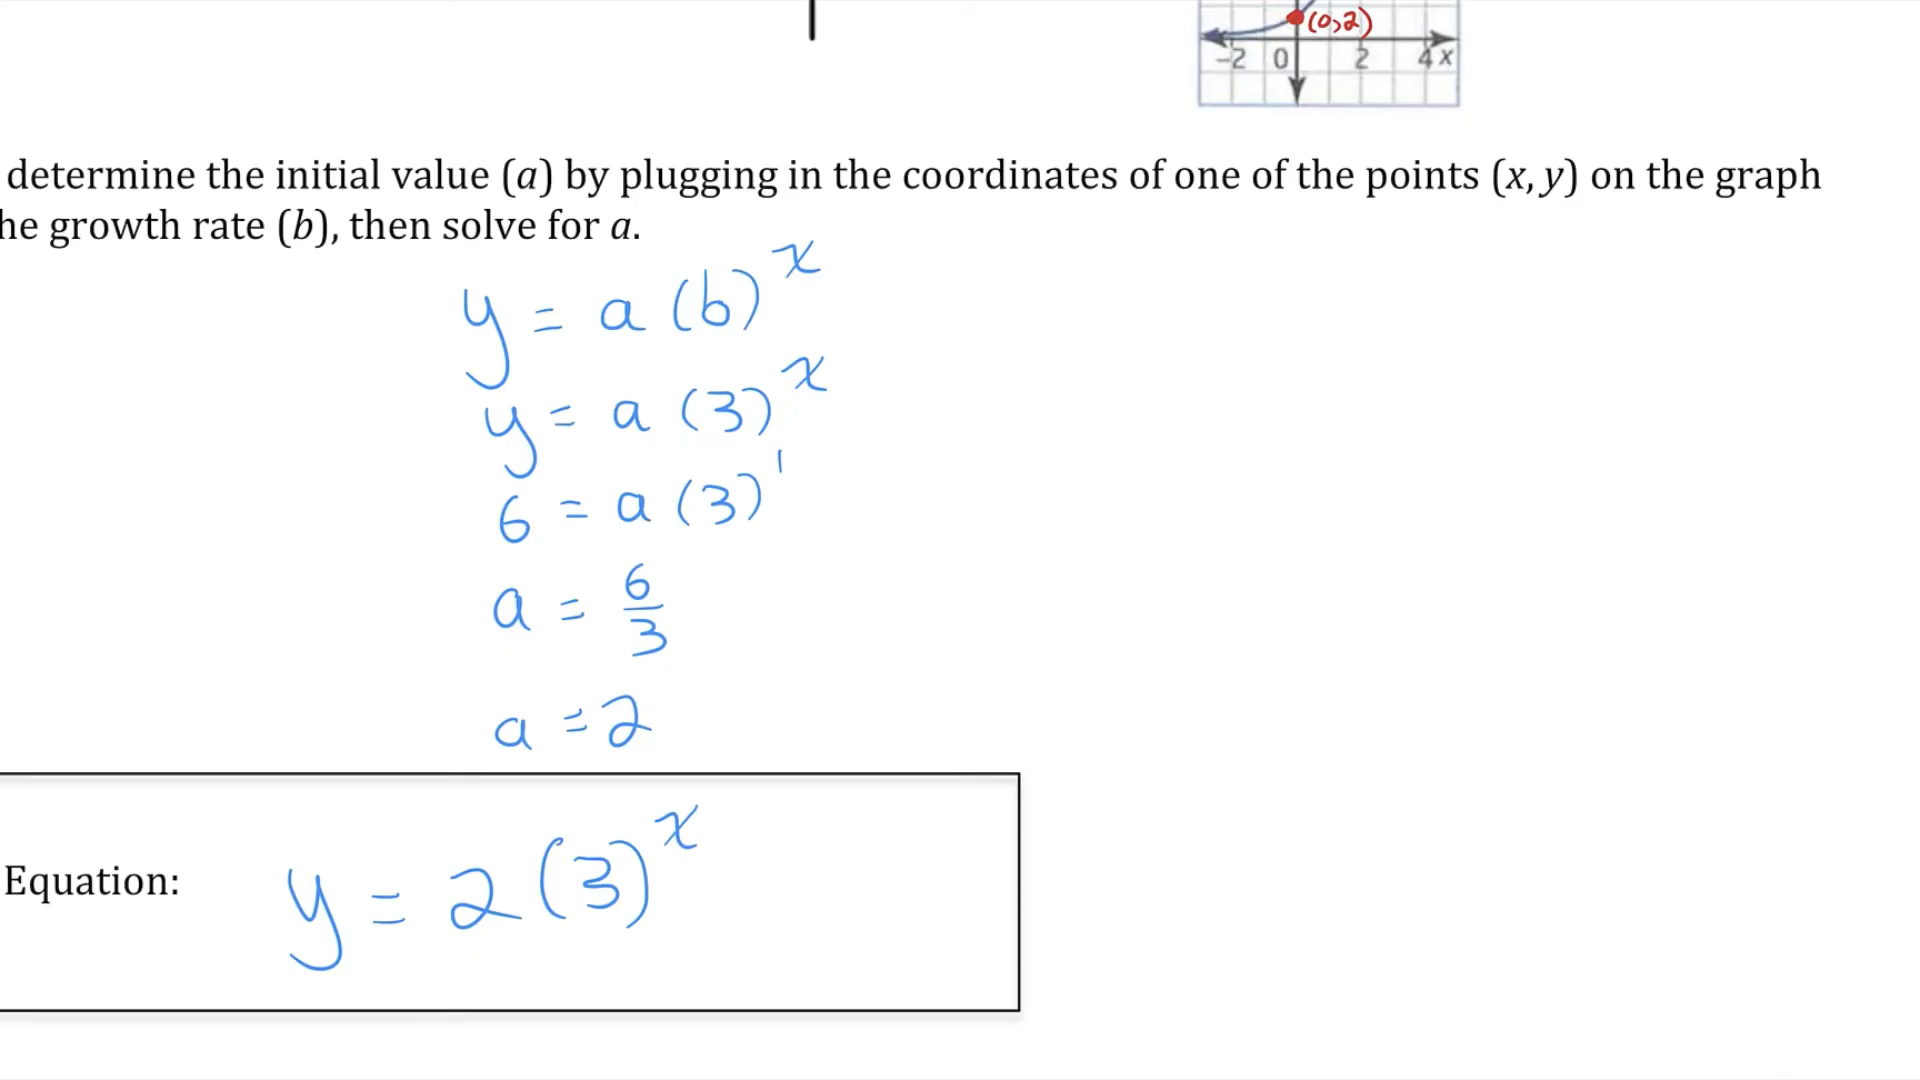 (0,2)
-2 0 2 4 x
determine the initial value (a) by plugging in the coordinates of one of the points (x, y) on the graph
he growth rate (b), then solve for a.
y = a (b)^x
y = a (3)^x
6 = a (3)^1
a = 6/3
a = 2
Equation: y = 2 (3)^x